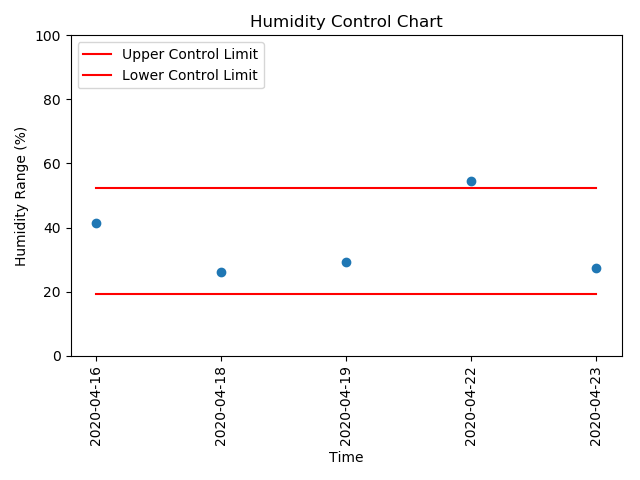 Humidity Control Chart
Upper Control Limit
Lower Control Limit
Humidity Range (%)
100
80
60
40
20
0
2020-04-16
2020-04-18
2020-04-19
2020-04-22
2020-04-23
Time